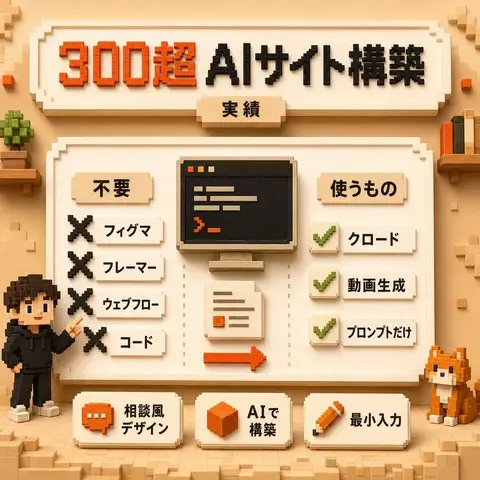 300超 AIサイト構築
実績
不要
フィグマ
フレーマー
ウェブフロー
コード
使うもの
クロード
動画生成
プロンプトだけ
相談風
デザイン
AIで
構築
最小入力